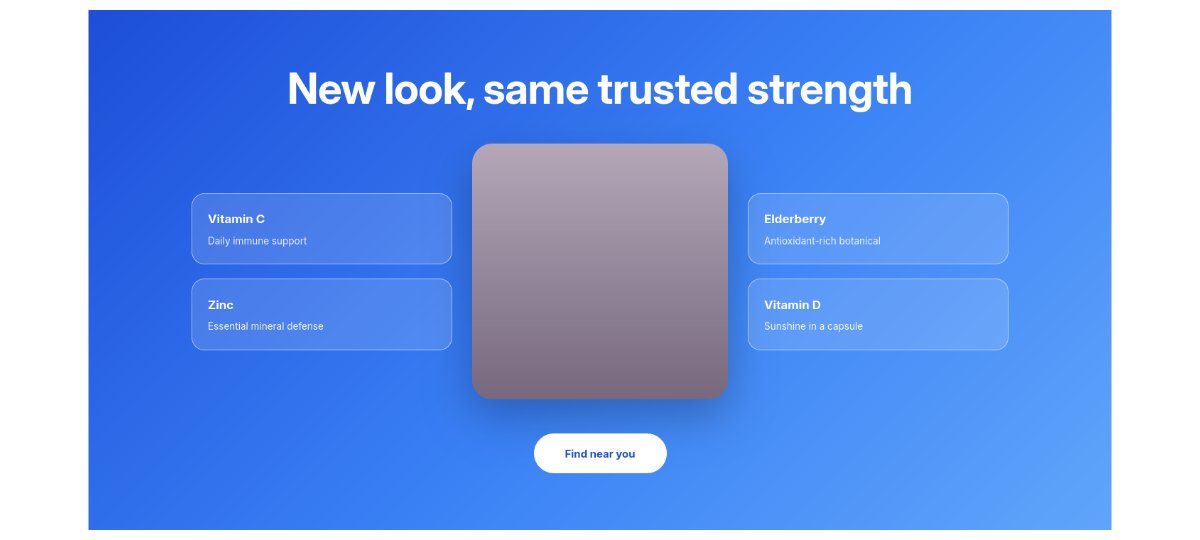 New look, same trusted strength
Vitamin C
Daily immune support
Zinc
Essential mineral defense
Elderberry
Antioxidant-rich botanical
Vitamin D
Sunshine in a capsule
Find near you